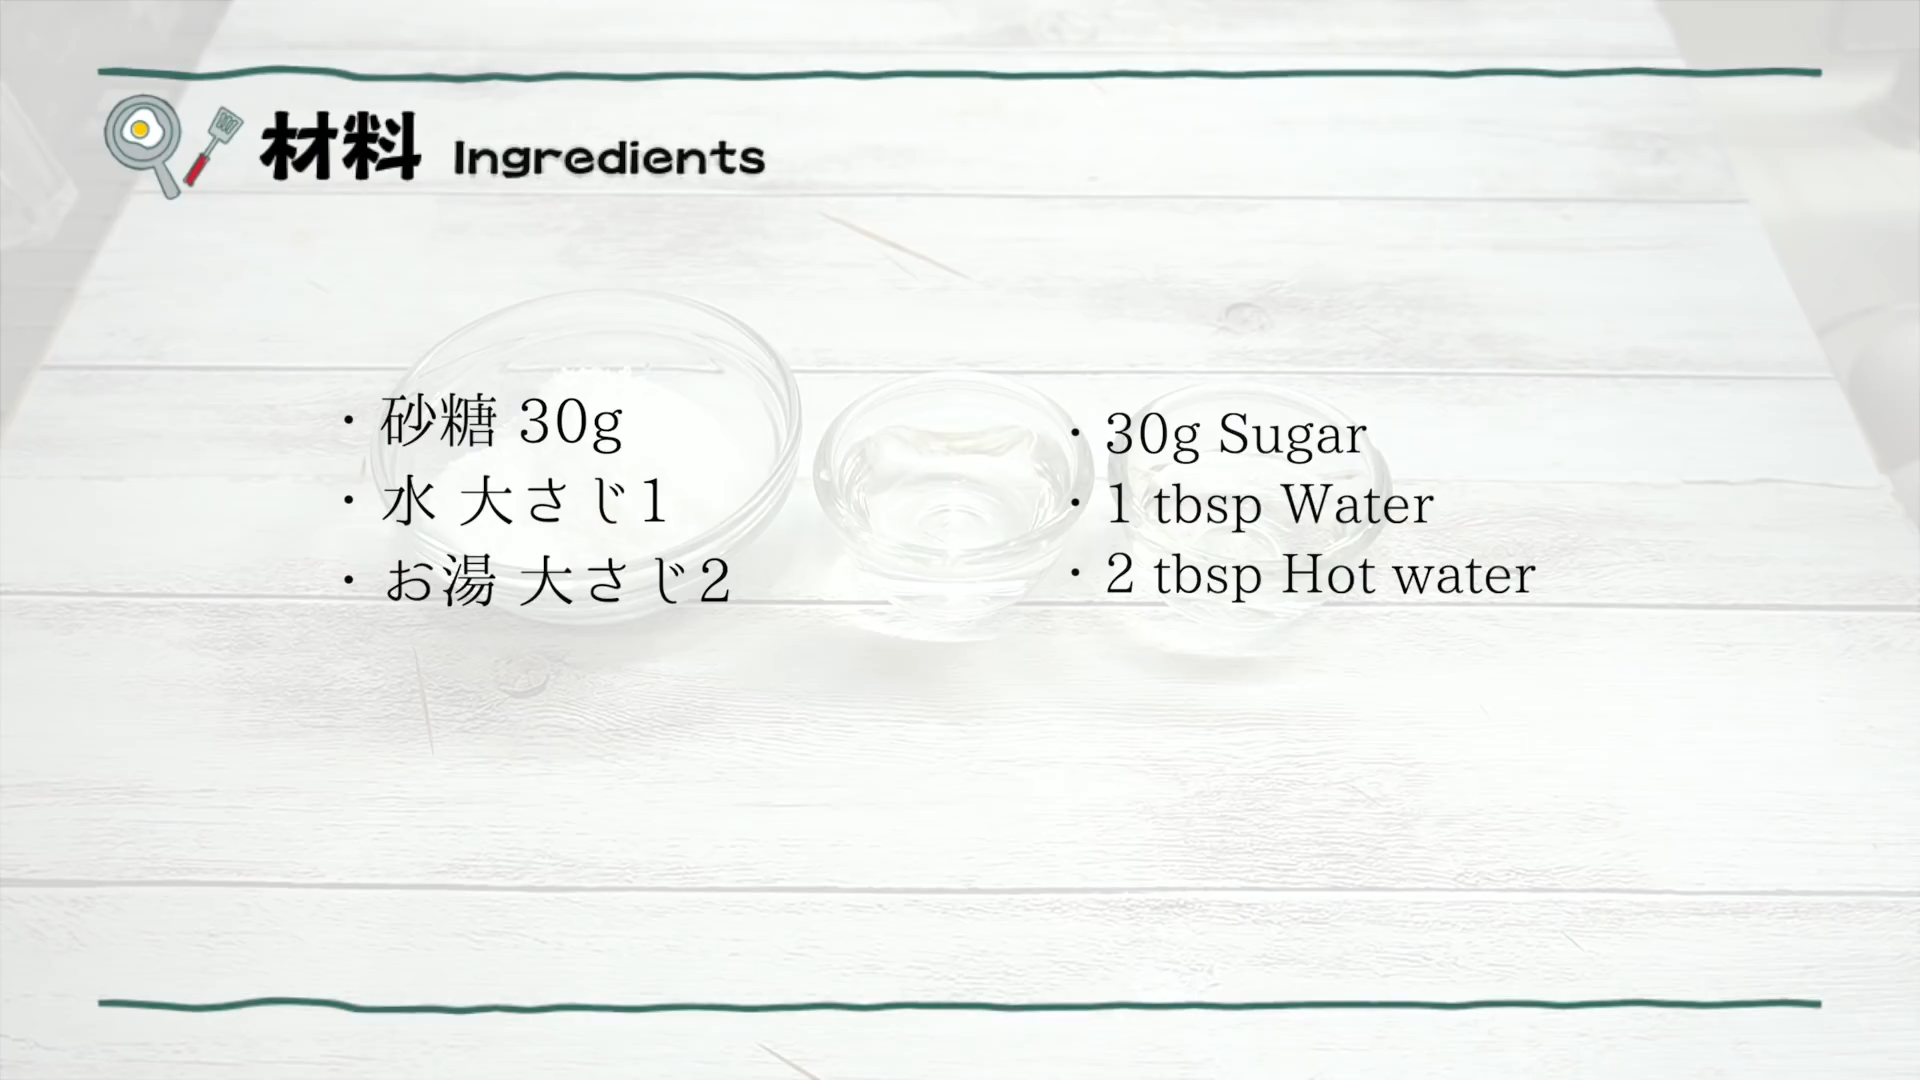 材料 Ingredients
・砂糖 30g
・水 大さじ1
・お湯 大さじ2
・30g Sugar
・1 tbsp Water
・2 tbsp Hot water